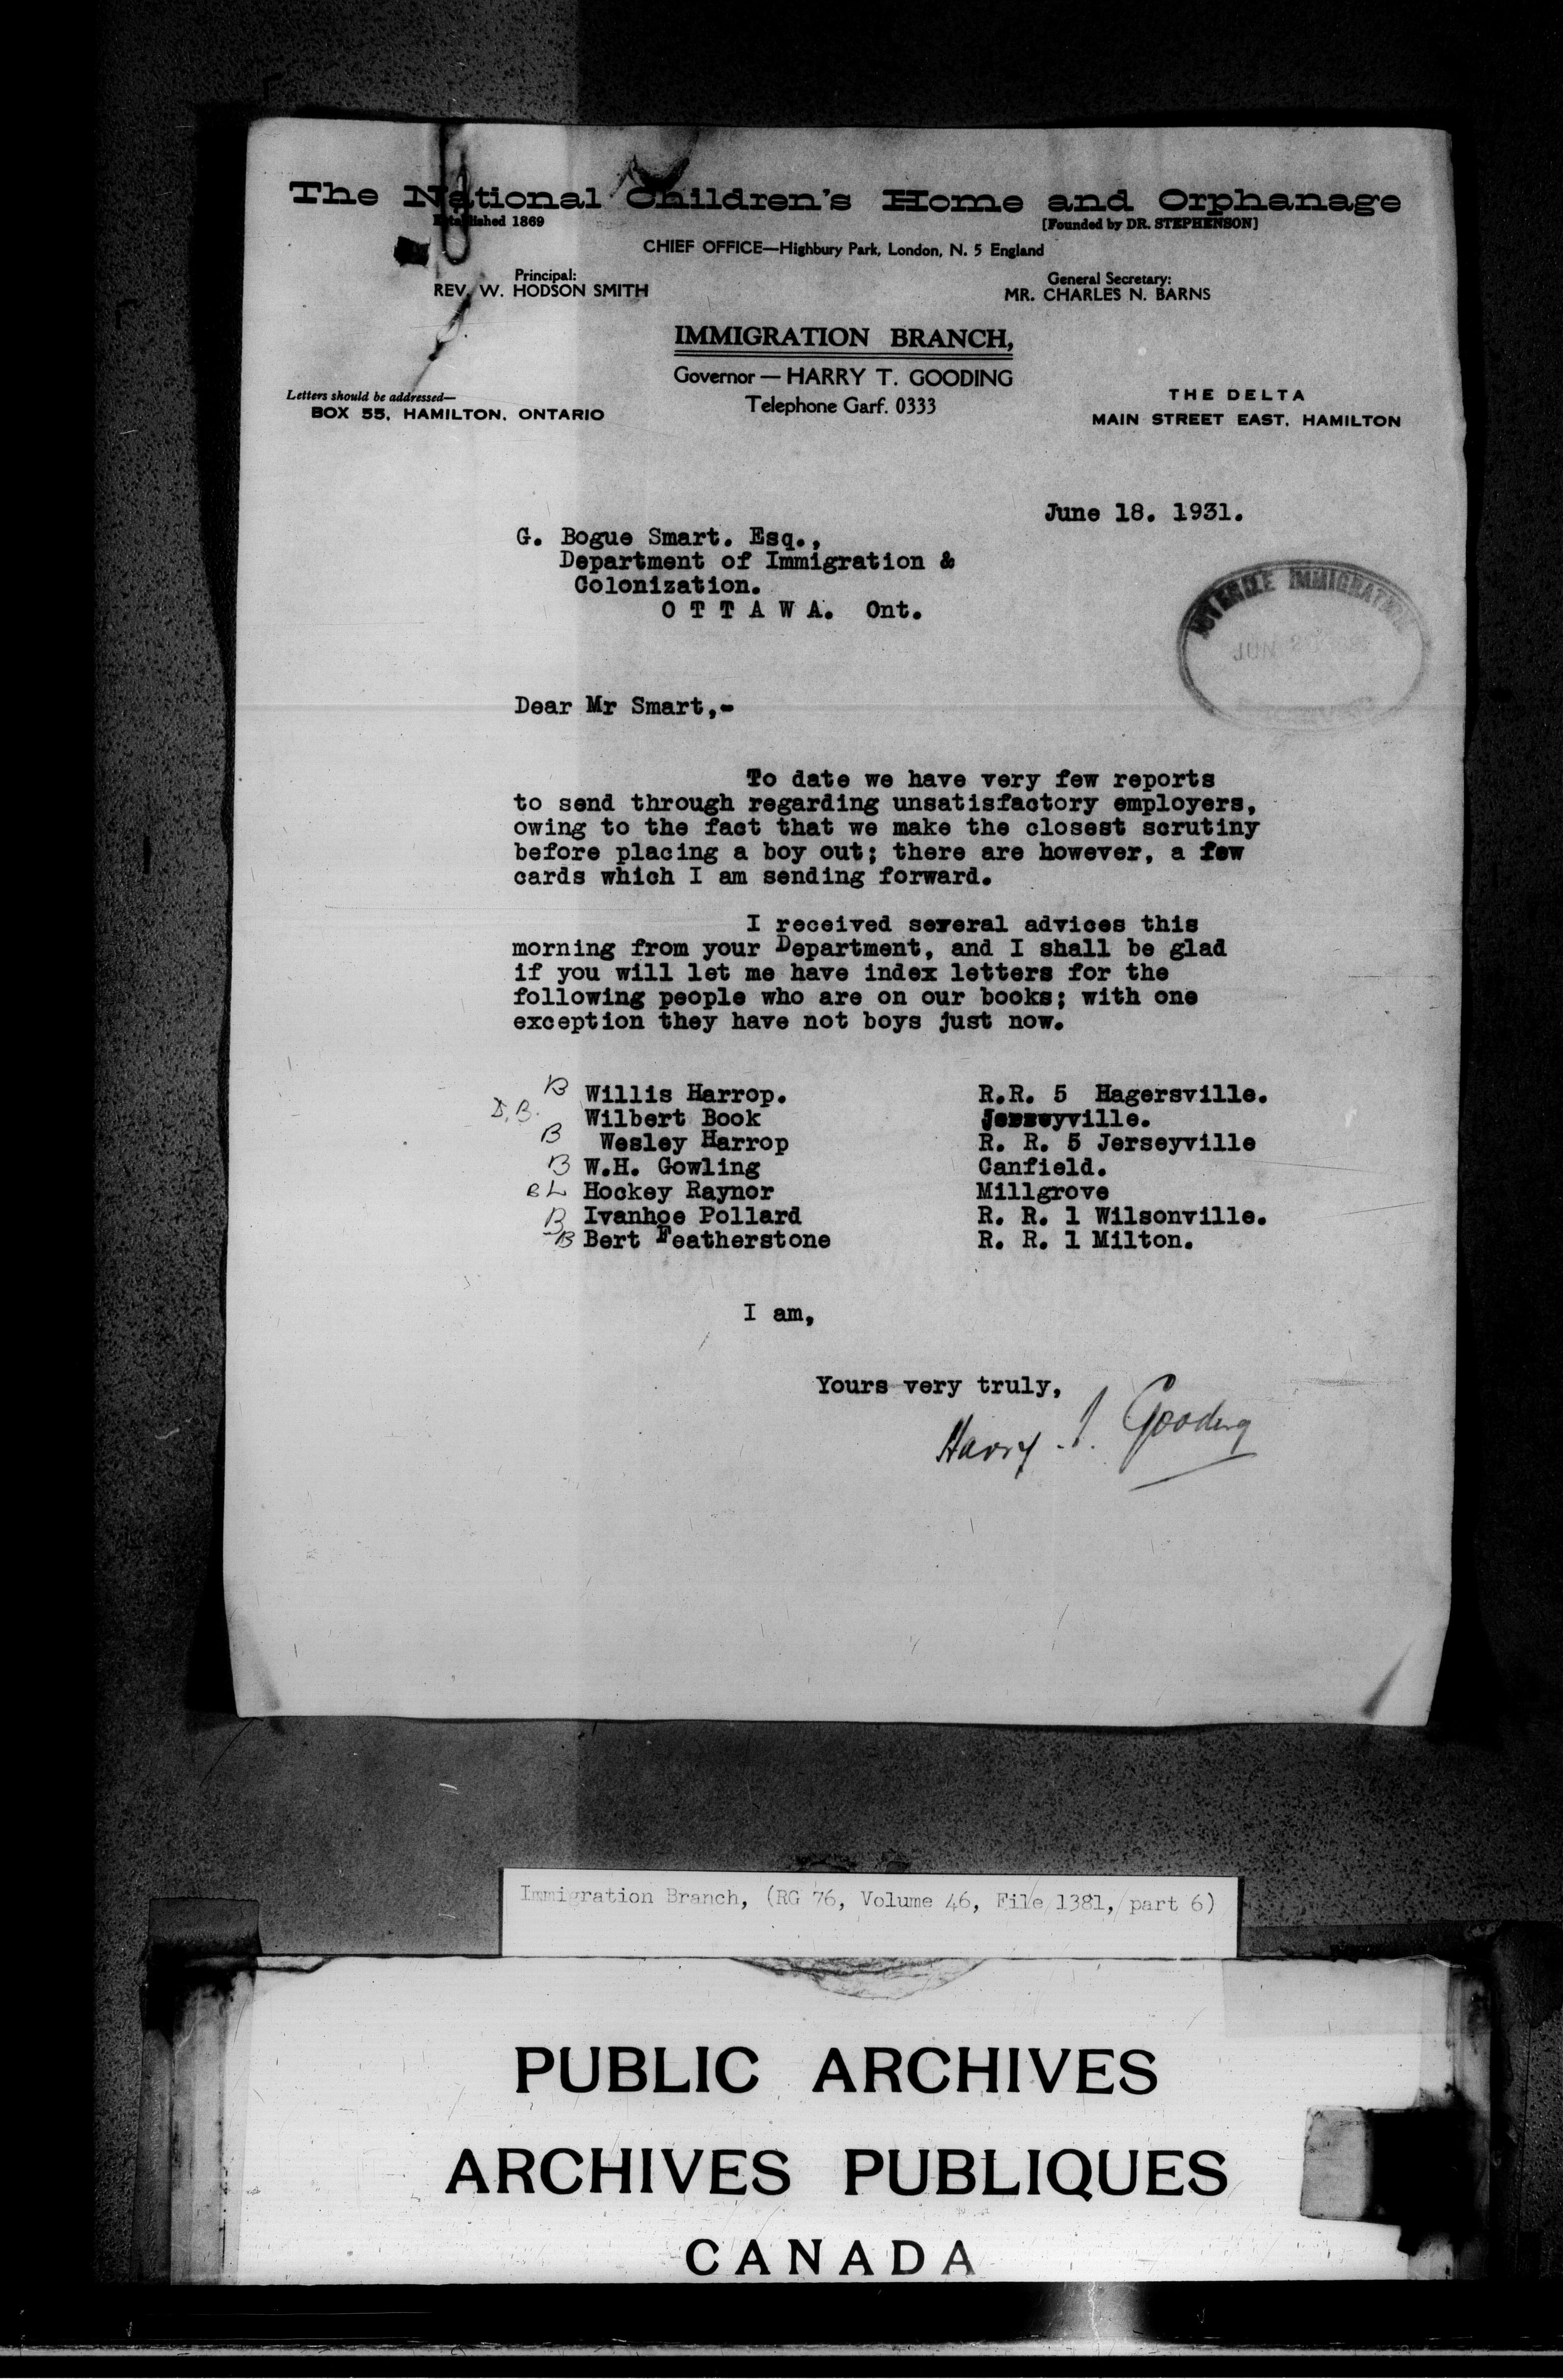 The National Children's Home and Orphanage
Established 1869
[Founded by DR. STEPHENSON]
CHIEF OFFICE—Highbury Park, London, N. 5 England
Principal:
REV. W. HODSON SMITH
General Secretary:
MR. CHARLES N. BARNS
IMMIGRATION BRANCH,
Governor — HARRY T. GOODING
Telephone Garf. 0333
Letters should be addressed—
BOX 55, HAMILTON, ONTARIO
THE DELTA
MAIN STREET EAST, HAMILTON
June 18. 1931.
G. Bogue Smart. Esq.,
Department of Immigration &
Colonization.
O T T A W A. Ont.
JUVENILE IMMIGRATION
JUN 20
Dear Mr Smart,-
To date we have very few reports
to send through regarding unsatisfactory employers,
owing to the fact that we make the closest scrutiny
before placing a boy out; there are however, a few
cards which I am sending forward.
I received several advices this
morning from your Department, and I shall be glad
if you will let me have index letters for the
following people who are on our books; with one
exception they have not boys just now.
B Willis Harrop. R.R. 5 Hagersville.
D.B. Wilbert Book Jerseyville.
B Wesley Harrop R. R. 5 Jerseyville
B W.H. Gowling Canfield.
BL Hockey Raynor Millgrove
B Ivanhoe Pollard R. R. 1 Wilsonville.
B Bert Featherstone R. R. 1 Milton.
I am,
Yours very truly,
Harry T. Gooding
Immigration Branch, (RG 76, Volume 46, File 1381, part 6)
PUBLIC ARCHIVES
ARCHIVES PUBLIQUES
CANADA